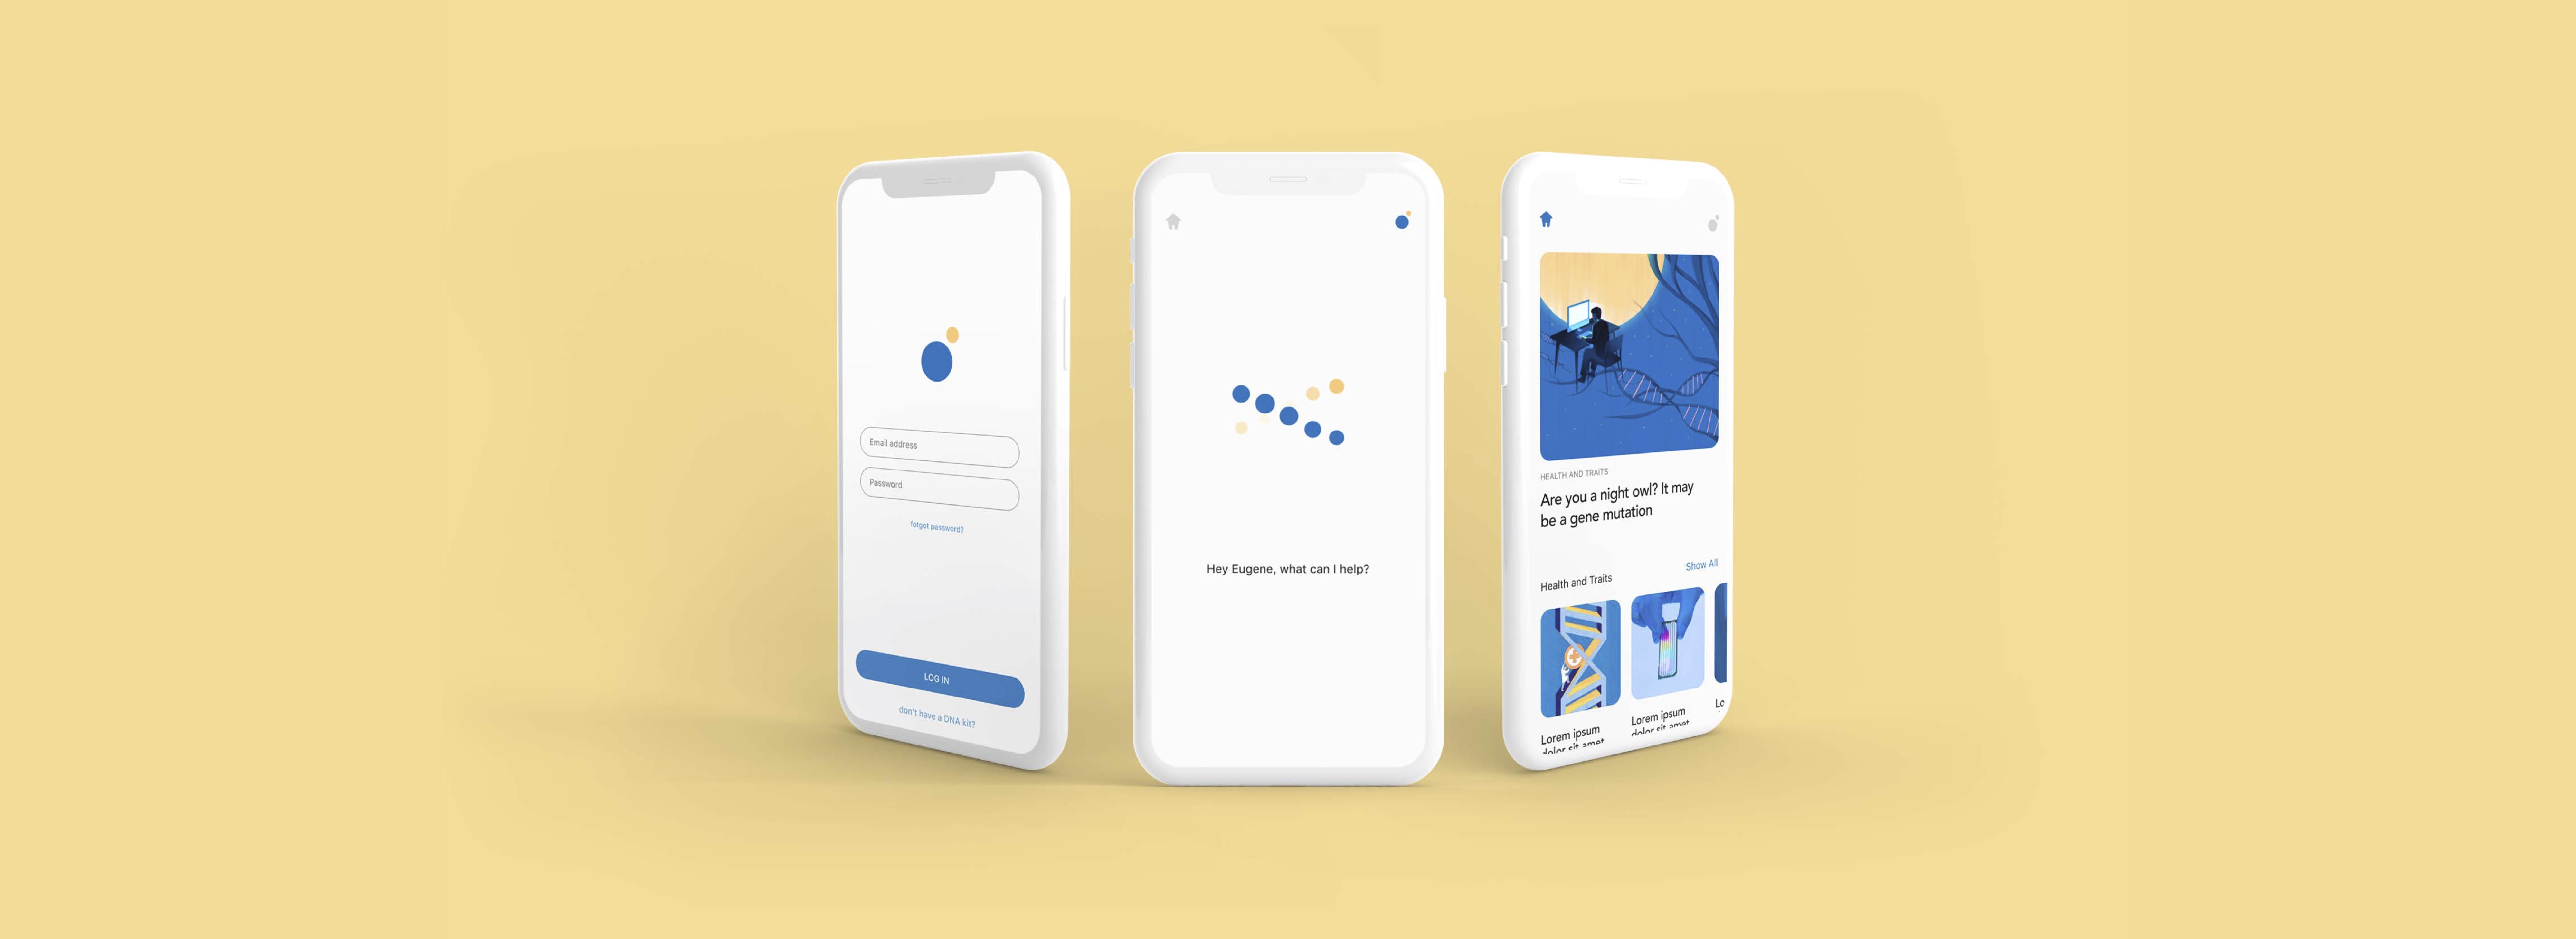 Email address
Password
fotgot password?
LOG IN
don't have a DNA kit?
Hey Eugene, what can I help?
HEALTH AND TRAITS
Are you a night owl? It may
be a gene mutation
Health and Traits
Show All
Lorem ipsum
dolor sit amet
Lorem ipsum
dolor sit amet
Lo